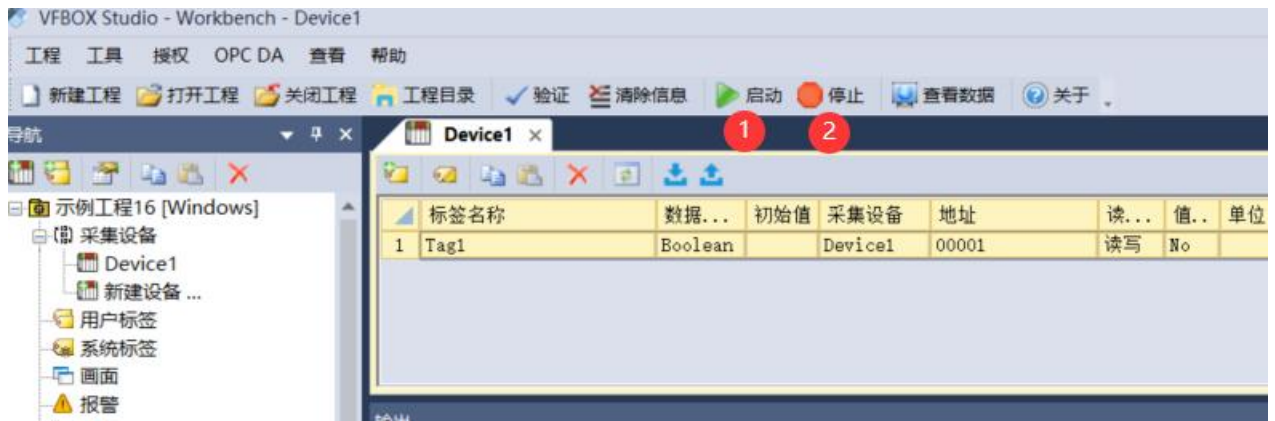 VFBOX Studio - Workbench - Device1
工程 工具 授权 OPC DA 查看 帮助
新建工程 打开工程 关闭工程 工程目录 验证 清除信息 启动 停止 查看数据 关于
导航 Device1 1 2
示例工程16 [Windows]
标签名称 数据... 初始值 采集设备 地址 读... 值.. 单位
采集设备
1 Tag1 Boolean Device1 00001 读写 No
Device1
新建设备 ...
用户标签
系统标签
画面
报警
输出